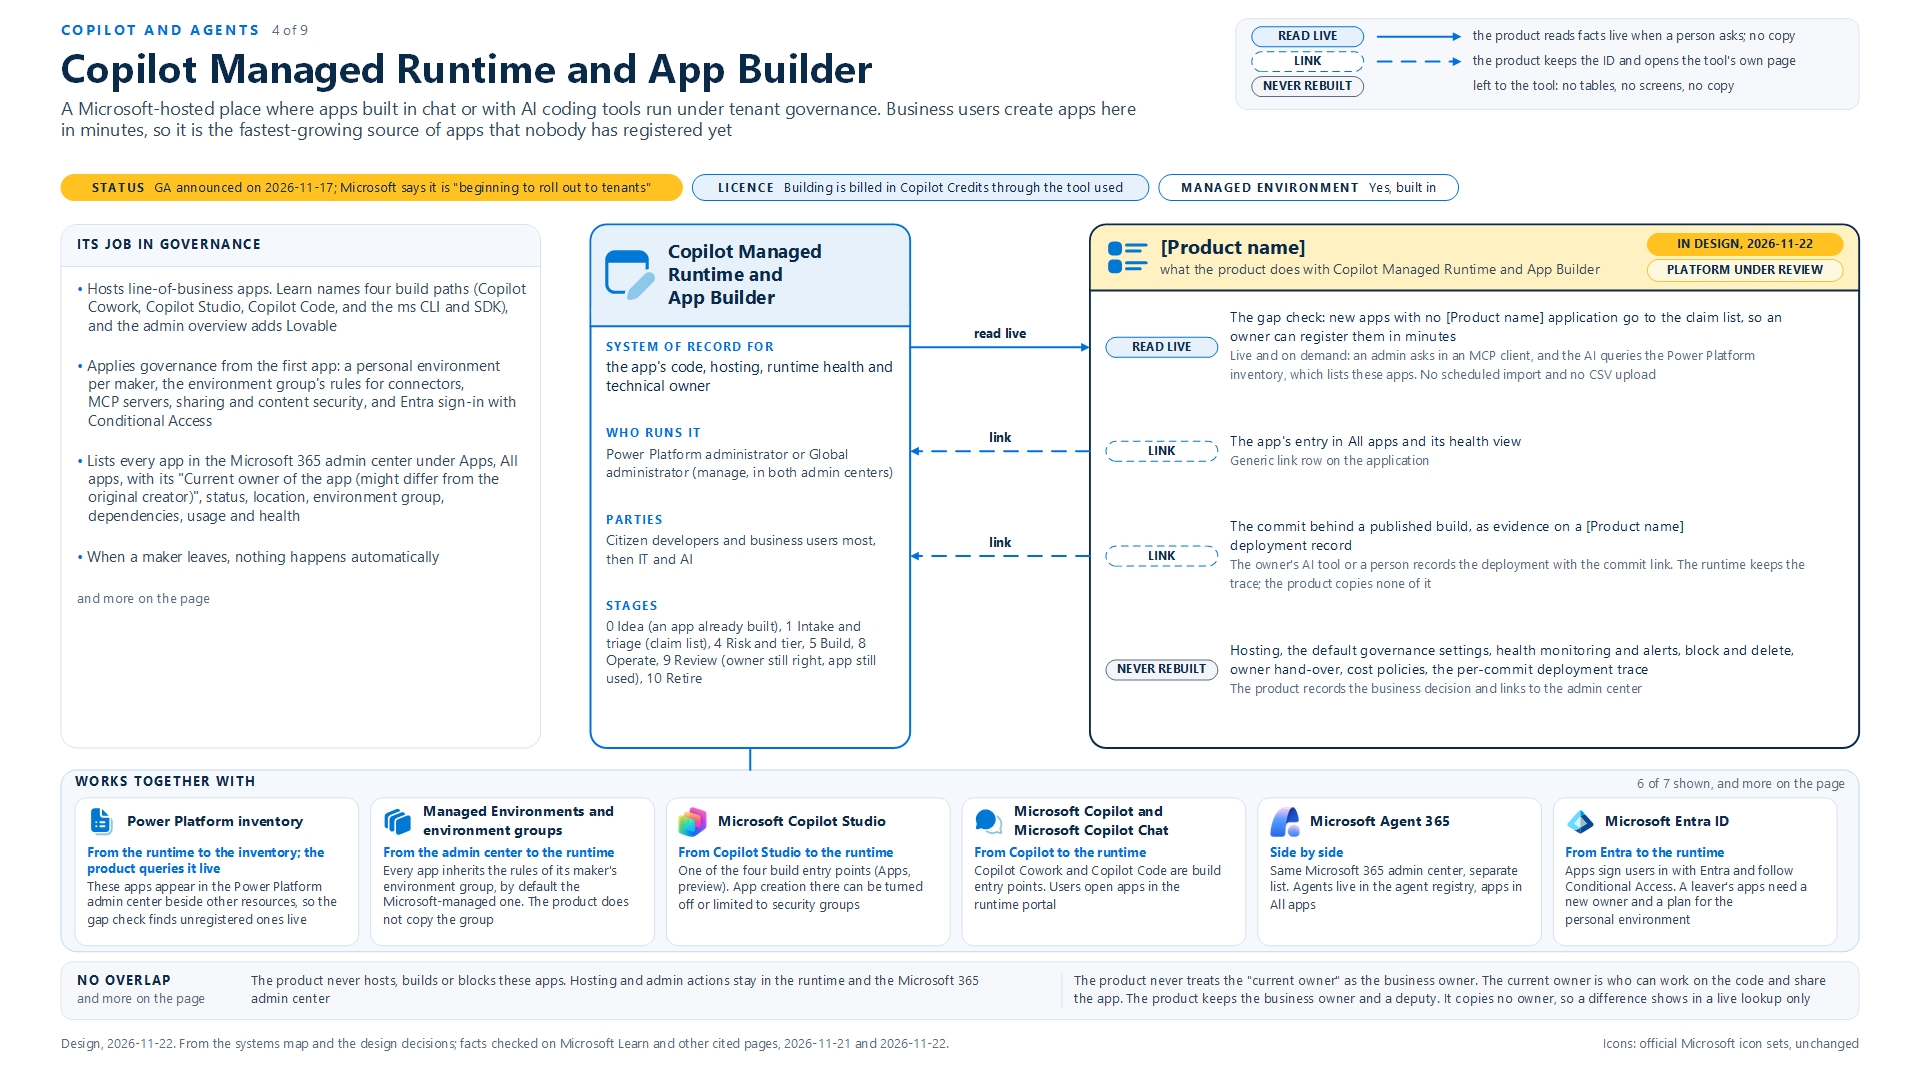 COPILOT AND AGENTS 4 of 9
Copilot Managed Runtime and App Builder
A Microsoft-hosted place where apps built in chat or with AI coding tools run under tenant governance. Business users create apps here
in minutes, so it is the fastest-growing source of apps that nobody has registered yet
READ LIVE the product reads facts live when a person asks; no copy
LINK the product keeps the ID and opens the tool's own page
NEVER REBUILT left to the tool: no tables, no screens, no copy
STATUS GA announced on 2026-11-17; Microsoft says it is "beginning to roll out to tenants"
LICENCE Building is billed in Copilot Credits through the tool used
MANAGED ENVIRONMENT Yes, built in
ITS JOB IN GOVERNANCE
• Hosts line-of-business apps. Learn names four build paths (Copilot
Cowork, Copilot Studio, Copilot Code, and the ms CLI and SDK),
and the admin overview adds Lovable
• Applies governance from the first app: a personal environment
per maker, the environment group's rules for connectors,
MCP servers, sharing and content security, and Entra sign-in with
Conditional Access
• Lists every app in the Microsoft 365 admin center under Apps, All
apps, with its "Current owner of the app (might differ from the
original creator)", status, location, environment group,
dependencies, usage and health
• When a maker leaves, nothing happens automatically
and more on the page
Copilot Managed
Runtime and
App Builder
SYSTEM OF RECORD FOR
the app's code, hosting, runtime health and
technical owner
WHO RUNS IT
Power Platform administrator or Global
administrator (manage, in both admin centers)
PARTIES
Citizen developers and business users most,
then IT and AI
STAGES
0 Idea (an app already built), 1 Intake and
triage (claim list), 4 Risk and tier, 5 Build, 8
Operate, 9 Review (owner still right, app still
used), 10 Retire
read live
link
link
[Product name]
what the product does with Copilot Managed Runtime and App Builder
IN DESIGN, 2026-11-22
PLATFORM UNDER REVIEW
READ LIVE
The gap check: new apps with no [Product name] application go to the claim list, so an
owner can register them in minutes
Live and on demand: an admin asks in an MCP client, and the AI queries the Power Platform
inventory, which lists these apps. No scheduled import and no CSV upload
LINK
The app's entry in All apps and its health view
Generic link row on the application
LINK
The commit behind a published build, as evidence on a [Product name]
deployment record
The owner's AI tool or a person records the deployment with the commit link. The runtime keeps the
trace; the product copies none of it
NEVER REBUILT
Hosting, the default governance settings, health monitoring and alerts, block and delete,
owner hand-over, cost policies, the per-commit deployment trace
The product records the business decision and links to the admin center
WORKS TOGETHER WITH
6 of 7 shown, and more on the page
Power Platform inventory
From the runtime to the inventory; the
product queries it live
These apps appear in the Power Platform
admin center beside other resources, so the
gap check finds unregistered ones live
Managed Environments and
environment groups
From the admin center to the runtime
Every app inherits the rules of its maker's
environment group, by default the
Microsoft-managed one. The product does
not copy the group
Microsoft Copilot Studio
From Copilot Studio to the runtime
One of the four build entry points (Apps,
preview). App creation there can be turned
off or limited to security groups
Microsoft Copilot and
Microsoft Copilot Chat
From Copilot to the runtime
Copilot Cowork and Copilot Code are build
entry points. Users open apps in the
runtime portal
Microsoft Agent 365
Side by side
Same Microsoft 365 admin center, separate
list. Agents live in the agent registry, apps in
All apps
Microsoft Entra ID
From Entra to the runtime
Apps sign users in with Entra and follow
Conditional Access. A leaver's apps need a
new owner and a plan for the
personal environment
NO OVERLAP
and more on the page
The product never hosts, builds or blocks these apps. Hosting and admin actions stay in the runtime and the Microsoft 365
admin center
The product never treats the "current owner" as the business owner. The current owner is who can work on the code and share
the app. The product keeps the business owner and a deputy. It copies no owner, so a difference shows in a live lookup only
Design, 2026-11-22. From the systems map and the design decisions; facts checked on Microsoft Learn and other cited pages, 2026-11-21 and 2026-11-22.
Icons: official Microsoft icon sets, unchanged